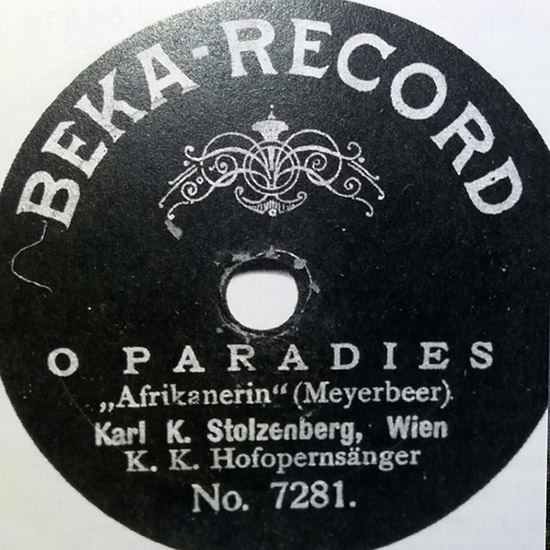 BEKA-RECORD
O PARADIES
„Afrikanerin“ (Meyerbeer)
Karl K. Stolzenberg, Wien
K. K. Hofopernsänger
No. 7281.